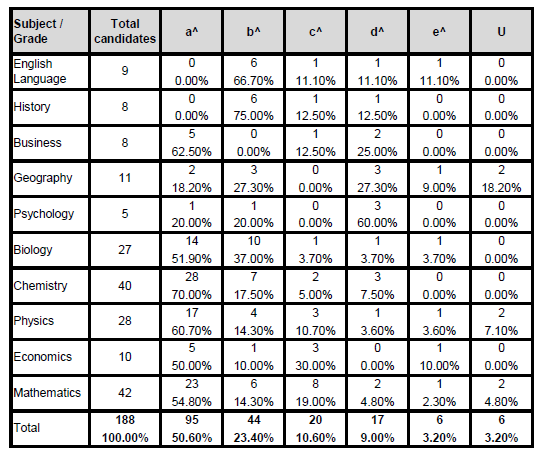 Subject / Grade Total candidates a^ b^ c^ d^ e^ U
English Language 9 0 6 1 1 1 0
0.00% 66.70% 11.10% 11.10% 11.10% 0.00%
History 8 0 6 1 1 0 0
0.00% 75.00% 12.50% 12.50% 0.00% 0.00%
Business 8 5 0 1 2 0 0
62.50% 0.00% 12.50% 25.00% 0.00% 0.00%
Geography 11 2 3 0 3 1 2
18.20% 27.30% 0.00% 27.30% 9.00% 18.20%
Psychology 5 1 1 0 3 0 0
20.00% 20.00% 0.00% 60.00% 0.00% 0.00%
Biology 27 14 10 1 1 1 0
51.90% 37.00% 3.70% 3.70% 3.70% 0.00%
Chemistry 40 28 7 2 3 0 0
70.00% 17.50% 5.00% 7.50% 0.00% 0.00%
Physics 28 17 4 3 1 1 2
60.70% 14.30% 10.70% 3.60% 3.60% 7.10%
Economics 10 5 1 3 0 1 0
50.00% 10.00% 30.00% 0.00% 10.00% 0.00%
Mathematics 42 23 6 8 2 1 2
54.80% 14.30% 19.00% 4.80% 2.30% 4.80%
Total 188 95 44 20 17 6 6
100.00% 50.60% 23.40% 10.60% 9.00% 3.20% 3.20%